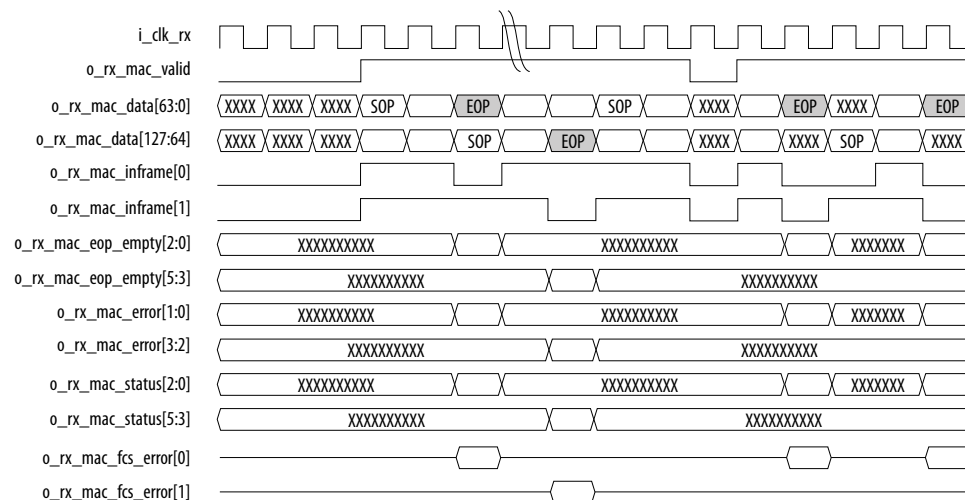 i_clk_rx
o_rx_mac_valid
o_rx_mac_data[63:0] XXXX XXXX XXXX SOP EOP SOP XXXX EOP XXXX EOP
o_rx_mac_data[127:64] XXXX XXXX XXXX SOP EOP XXXX XXXX SOP XXXX
o_rx_mac_inframe[0]
o_rx_mac_inframe[1]
o_rx_mac_eop_empty[2:0] XXXXXXXXXX XXXXXXXXXX XXXXXXX
o_rx_mac_eop_empty[5:3] XXXXXXXXXX XXXXXXXXXX
o_rx_mac_error[1:0] XXXXXXXXXX XXXXXXXXXX XXXXXXX
o_rx_mac_error[3:2] XXXXXXXXXX XXXXXXXXXX
o_rx_mac_status[2:0] XXXXXXXXXX XXXXXXXXXX XXXXXXX
o_rx_mac_status[5:3] XXXXXXXXXX XXXXXXXXXX
o_rx_mac_fcs_error[0]
o_rx_mac_fcs_error[1]